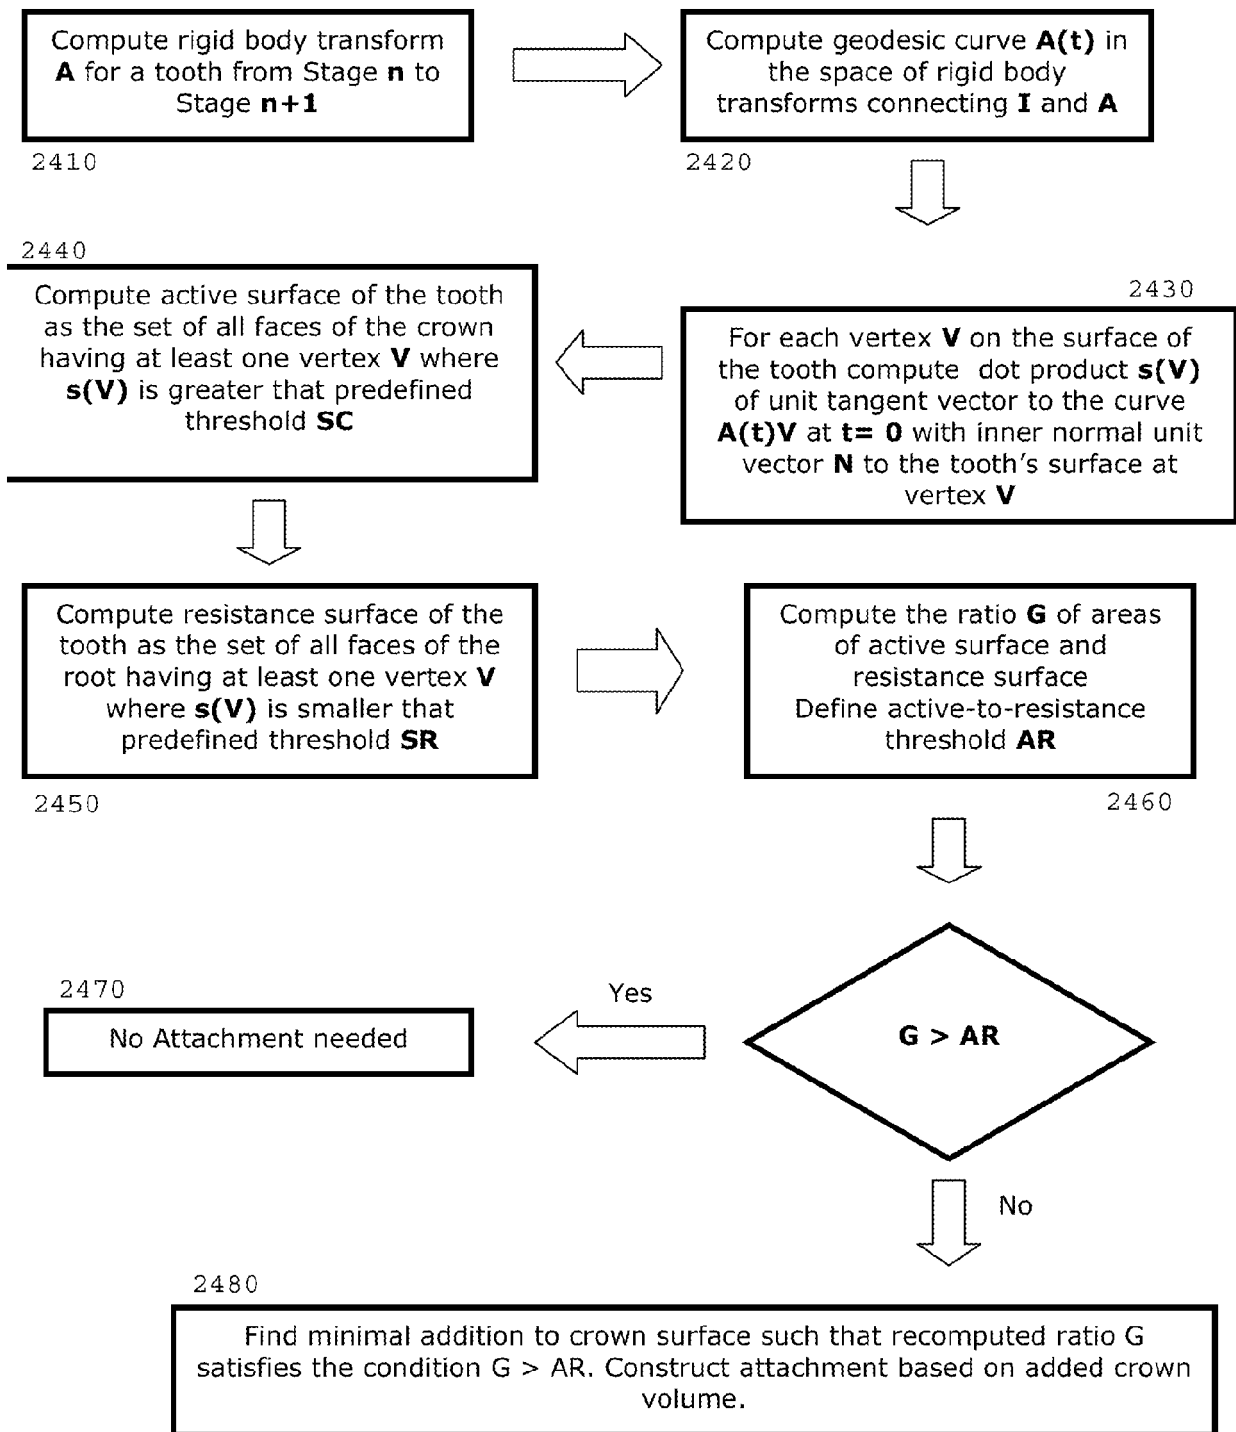 Compute rigid body transform
A for a tooth from Stage n to
Stage n+1
2410
Compute geodesic curve A(t) in
the space of rigid body
transforms connecting I and A
2420
2430
For each vertex V on the surface of
the tooth compute dot product s(V)
of unit tangent vector to the curve
A(t)V at t= 0 with inner normal unit
vector N to the tooth's surface at
vertex V
2440
Compute active surface of the tooth
as the set of all faces of the crown
having at least one vertex V where
s(V) is greater that predefined
threshold SC
Compute resistance surface of the
tooth as the set of all faces of the
root having at least one vertex V
where s(V) is smaller that
predefined threshold SR
2450
Compute the ratio G of areas
of active surface and
resistance surface
Define active-to-resistance
threshold AR
2460
G > AR
Yes
2470
No Attachment needed
No
2480
Find minimal addition to crown surface such that recomputed ratio G
satisfies the condition G > AR. Construct attachment based on added crown
volume.